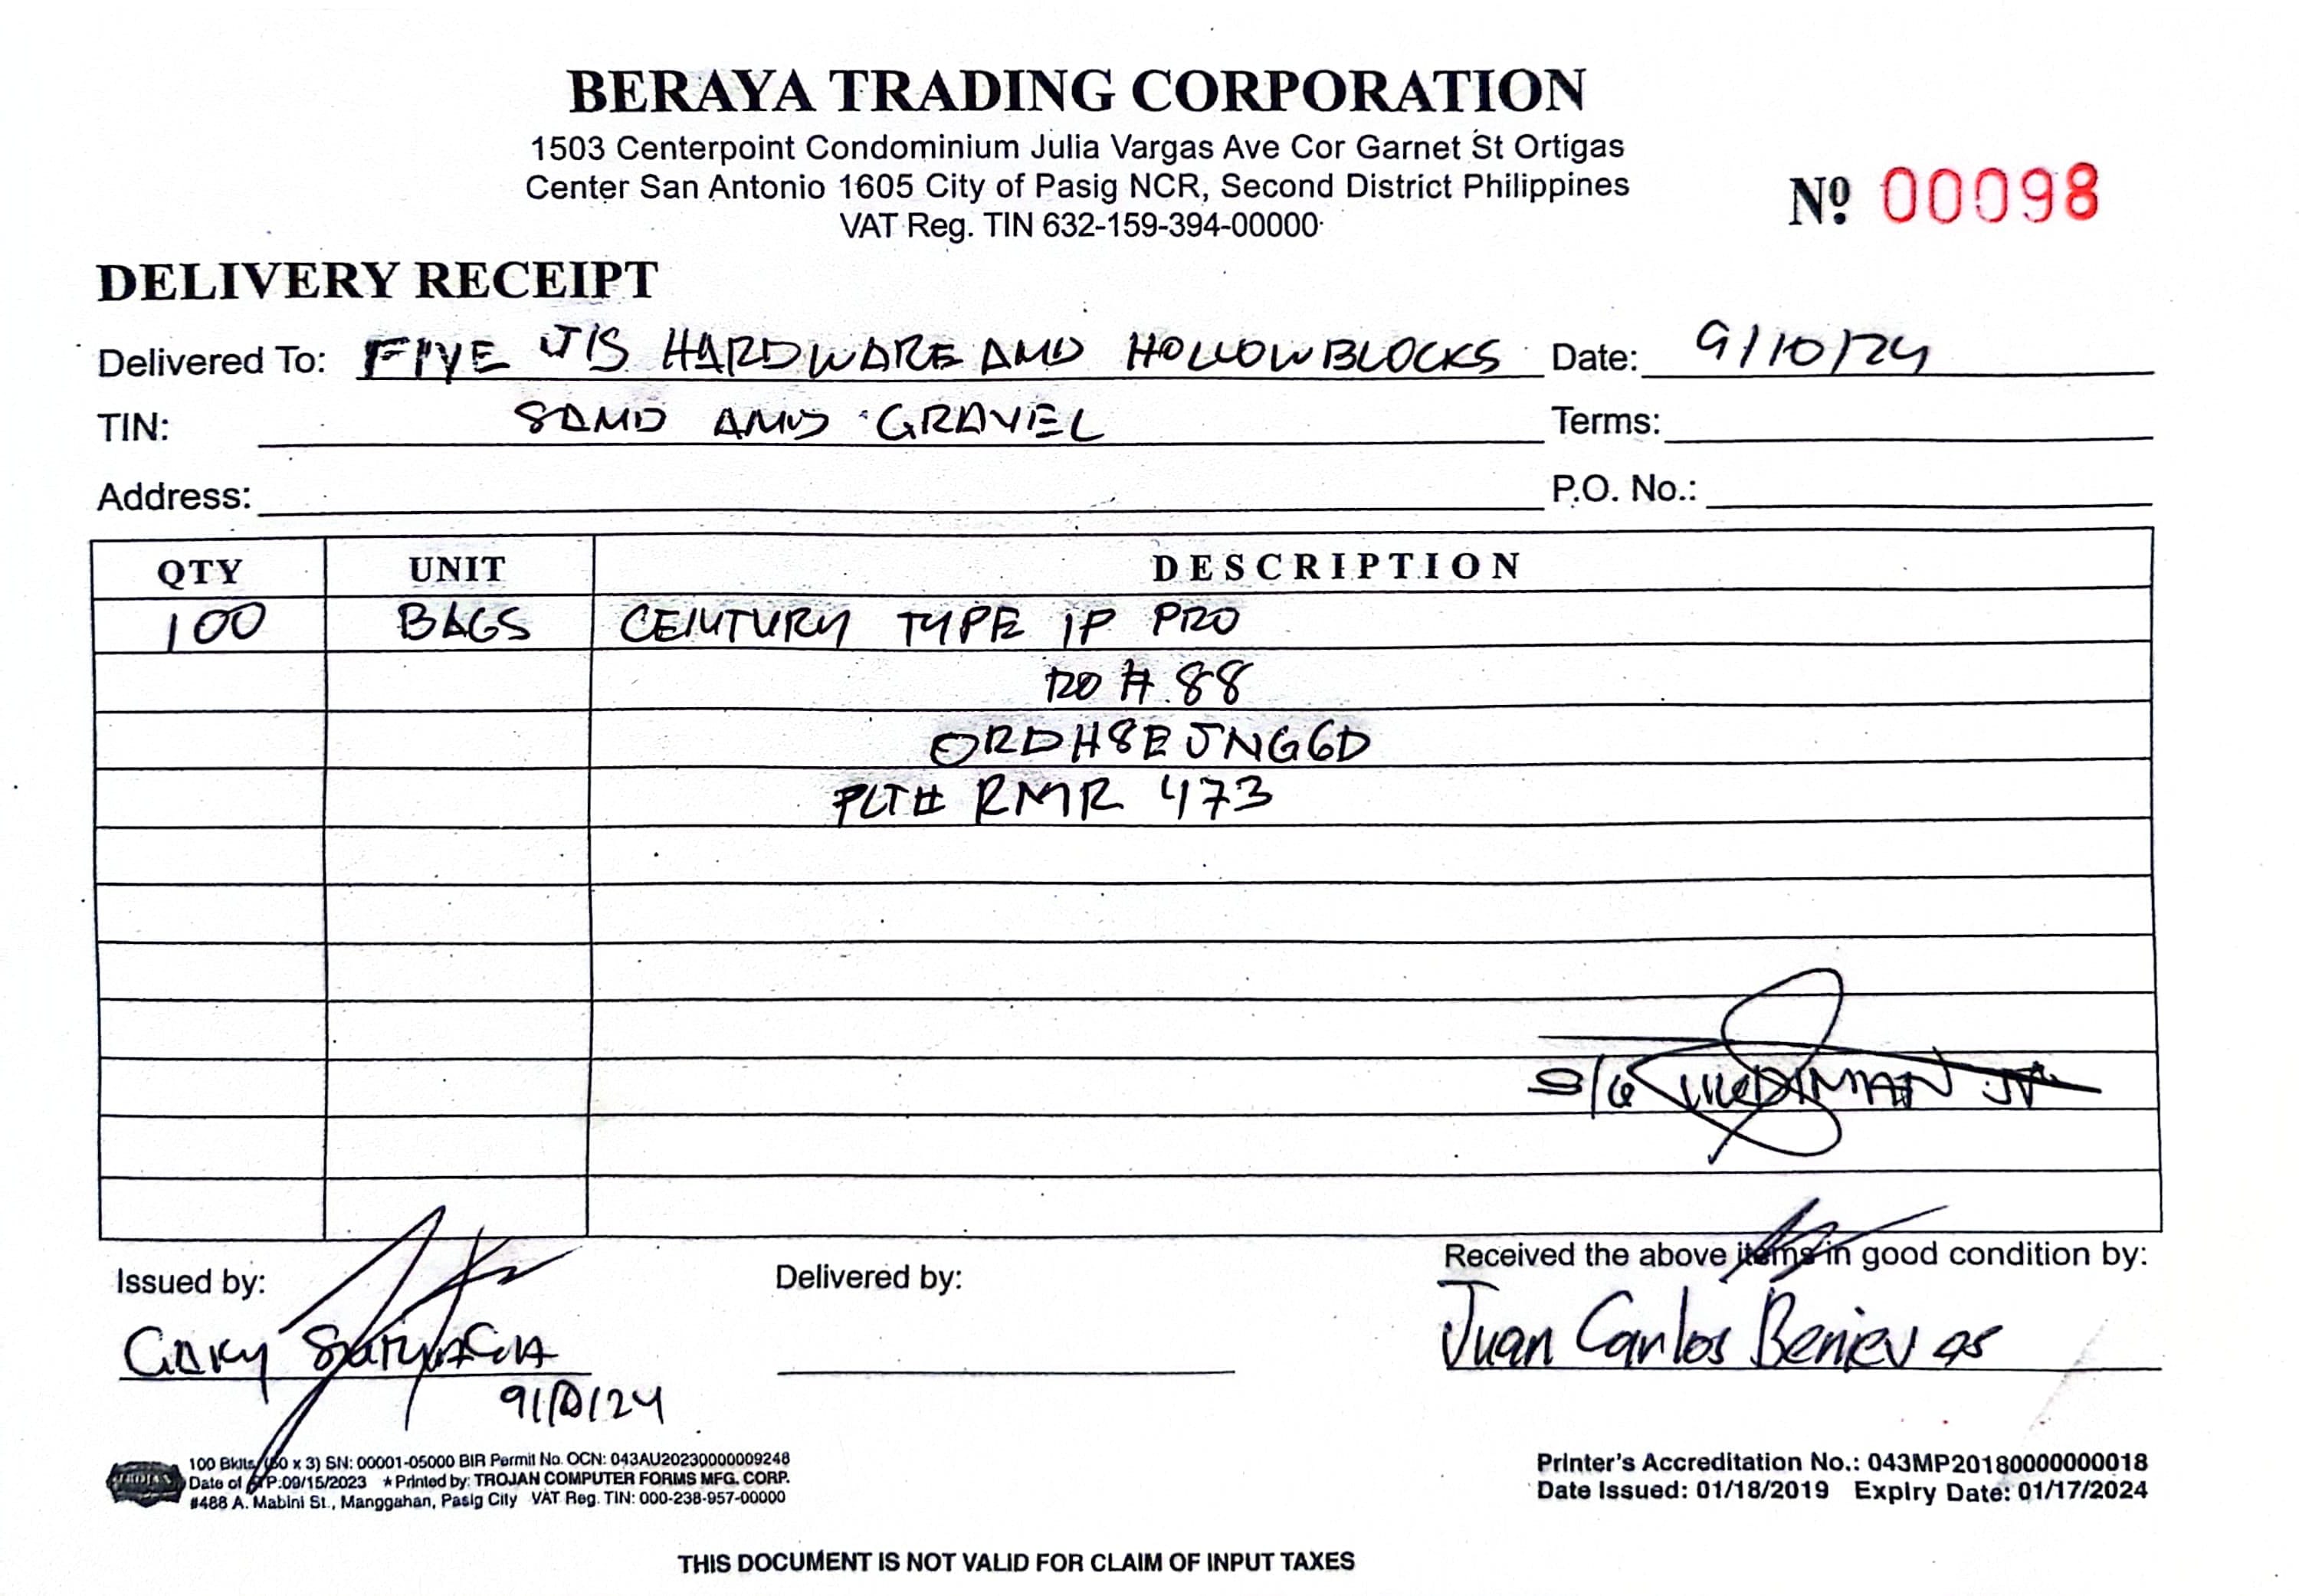 BERAYA TRADING CORPORATION
1503 Centerpoint Condominium Julia Vargas Ave Cor Garnet St Ortigas
Center San Antonio 1605 City of Pasig NCR, Second District Philippines
VAT Reg. TIN 632-159-394-00000
Nº 00098
DELIVERY RECEIPT
Delivered To: FIVE J'S HARDWARE AND HOLLOWBLOCKS Date: 9/10/24
TIN: SAND AND GRAVEL Terms:
Address: P.O. No.:
QTY UNIT DESCRIPTION
100 BAGS CENTURY TYPE 1P PRO
# 88
ORDH8EJNG6D
PLT# RMR 473
S/G JR
Issued by: Delivered by: Received the above items in good condition by:
Gary Juan Carlos Benievas
9/10/24
100 Bklts (50 x 3) SN: 00001-05000 BIR Permit No. OCN: 043AU20230000009248
Date of ATP:09/15/2023 ★Printed by: TROJAN COMPUTER FORMS MFG. CORP.
#488 A. Mabini St., Manggahan, Pasig City VAT Reg. TIN: 000-238-957-00000
TROJAN
Printer's Accreditation No.: 043MP20180000000018
Date Issued: 01/18/2019 Expiry Date: 01/17/2024
THIS DOCUMENT IS NOT VALID FOR CLAIM OF INPUT TAXES